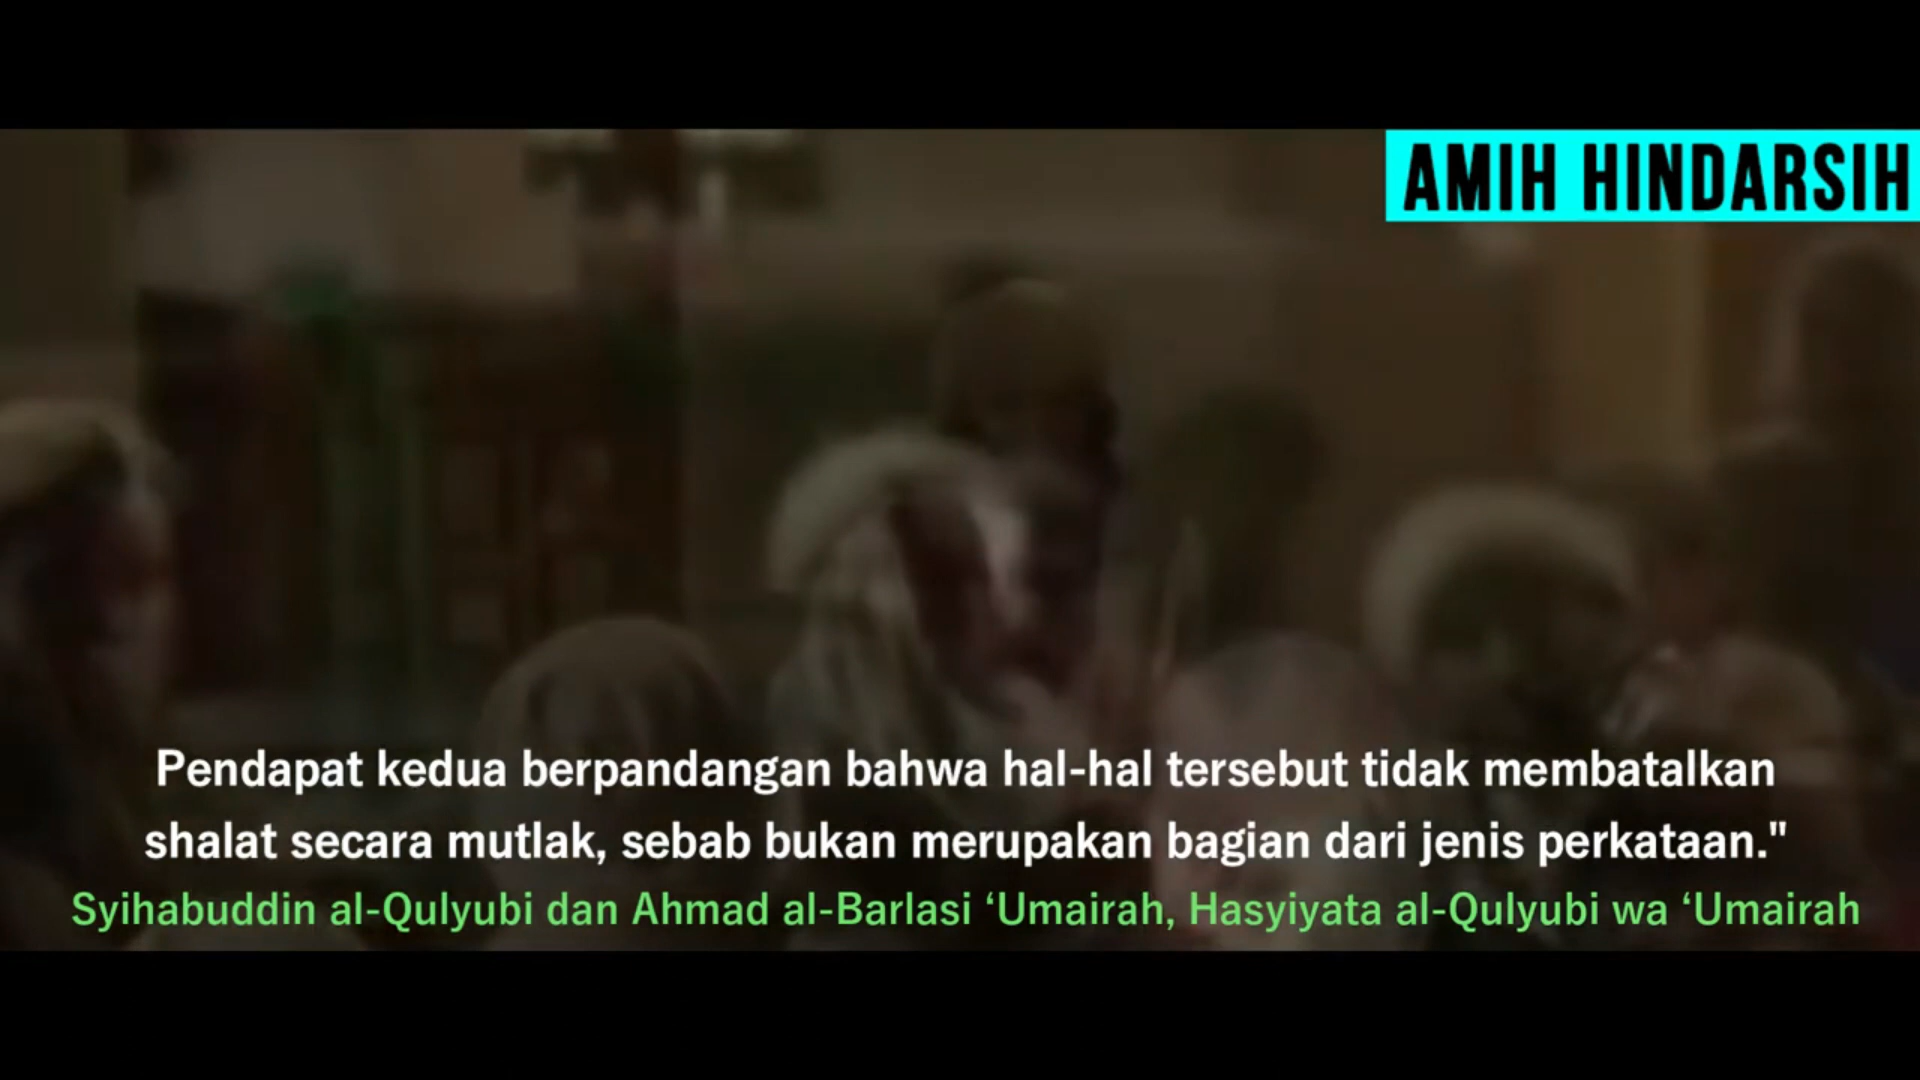 AMIH HINDARSIH
Pendapat kedua berpandangan bahwa hal-hal tersebut tidak membatalkan
shalat secara mutlak, sebab bukan merupakan bagian dari jenis perkataan."
Syihabuddin al-Qulyubi dan Ahmad al-Barlasi ‘Umairah, Hasyiyata al-Qulyubi wa ‘Umairah